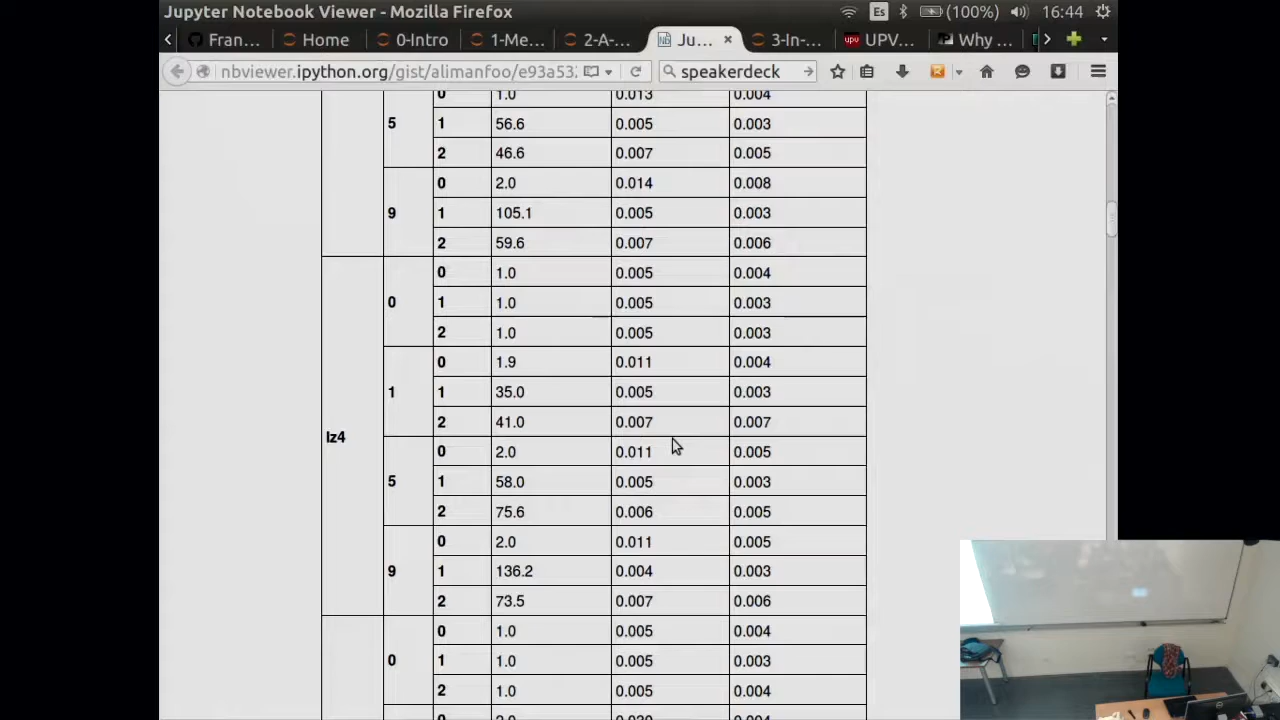 Jupyter Notebook Viewer - Mozilla Firefox Es (100%) 16:44
Fran... Home 0-Intro 1-Me... 2-A-... Ju... × 3-In-... upv UPV... Why ...
nbviewer.ipython.org/gist/alimanfoo/e93a53 speakerdeck
0 1.0 0.013 0.004
5 1 56.6 0.005 0.003
2 46.6 0.007 0.005
0 2.0 0.014 0.008
9 1 105.1 0.005 0.003
2 59.6 0.007 0.006
0 1.0 0.005 0.004
0 1 1.0 0.005 0.003
2 1.0 0.005 0.003
0 1.9 0.011 0.004
1 1 35.0 0.005 0.003
2 41.0 0.007 0.007
lz4
0 2.0 0.011 0.005
5 1 58.0 0.005 0.003
2 75.6 0.006 0.005
0 2.0 0.011 0.005
9 1 136.2 0.004 0.003
2 73.5 0.007 0.006
0 1.0 0.005 0.004
0 1 1.0 0.005 0.003
2 1.0 0.005 0.004